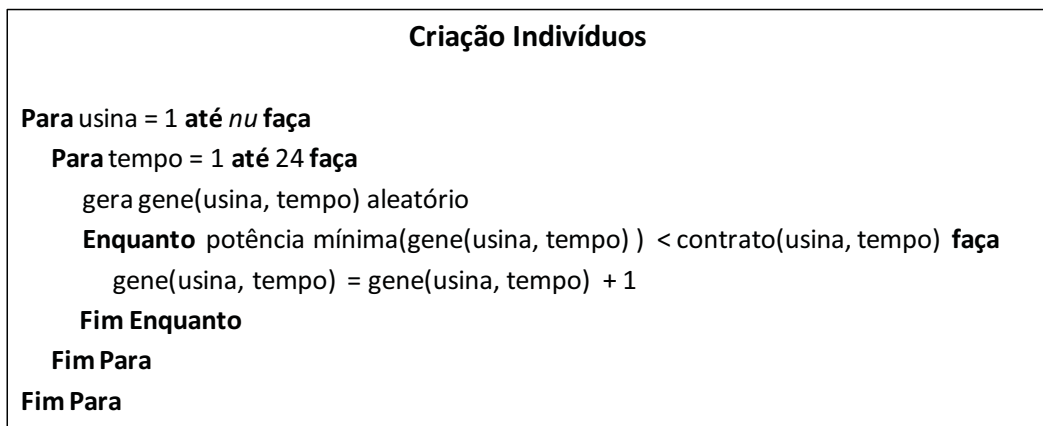 Criação Indivíduos
Para usina = 1 até nu faça
Para tempo = 1 até 24 faça
gera gene(usina, tempo) aleatório
Enquanto potência mínima(gene(usina, tempo) ) < contrato(usina, tempo) faça
gene(usina, tempo) = gene(usina, tempo) + 1
Fim Enquanto
Fim Para
Fim Para